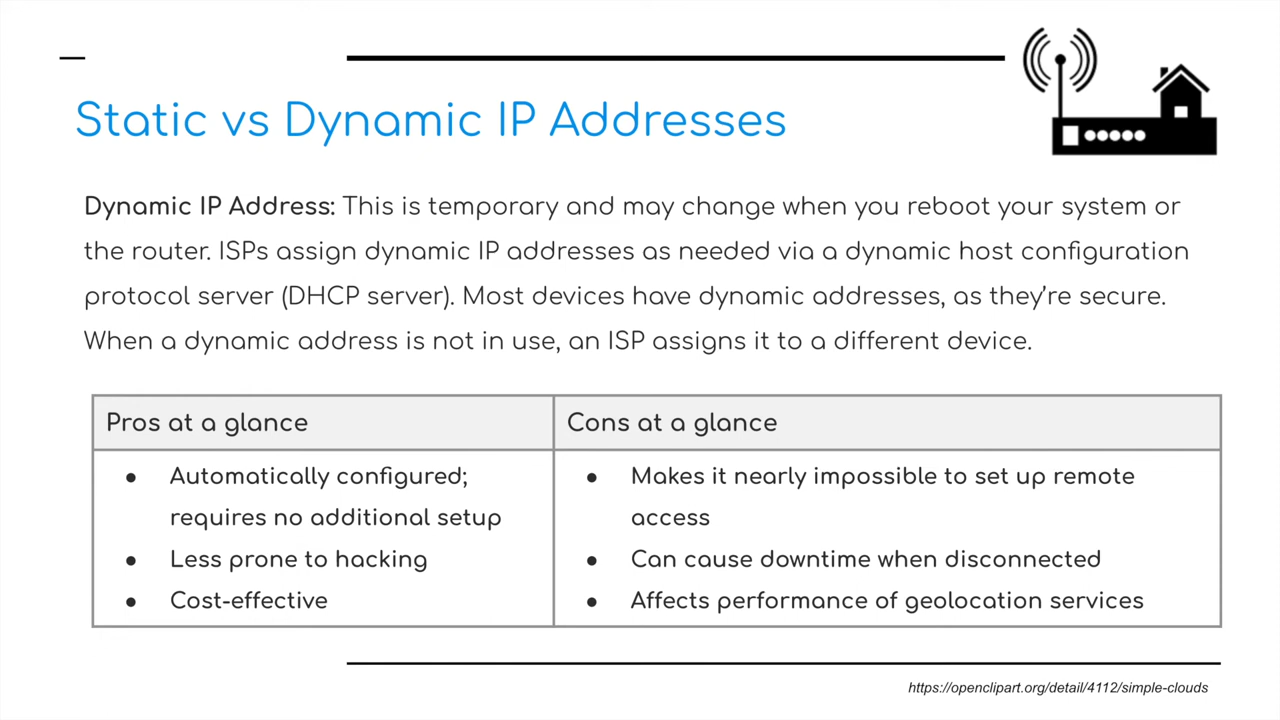 Static vs Dynamic IP Addresses
Dynamic IP Address: This is temporary and may change when you reboot your system or
the router. ISPs assign dynamic IP addresses as needed via a dynamic host configuration
protocol server (DHCP server). Most devices have dynamic addresses, as they’re secure.
When a dynamic address is not in use, an ISP assigns it to a different device.
Pros at a glance
● Automatically configured;
requires no additional setup
● Less prone to hacking
● Cost-effective
Cons at a glance
● Makes it nearly impossible to set up remote
access
● Can cause downtime when disconnected
● Affects performance of geolocation services
https://openclipart.org/detail/4112/simple-clouds